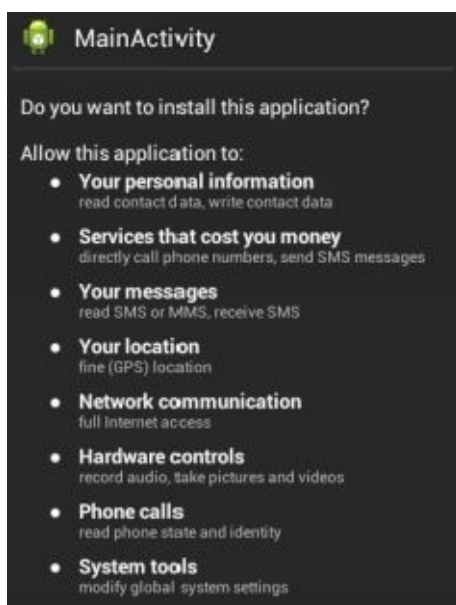 MainActivity
Do you want to install this application?
Allow this application to:
• Your personal information
read contact data, write contact data
• Services that cost you money
directly call phone numbers, send SMS messages
• Your messages
read SMS or MMS, receive SMS
• Your location
fine (GPS) location
• Network communication
full Internet access
• Hardware controls
record audio, take pictures and videos
• Phone calls
read phone state and identity
• System tools
modify global system settings